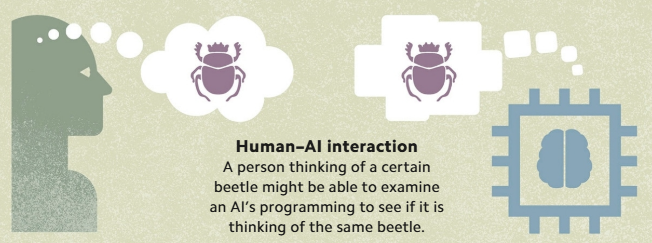 Human–AI interaction
A person thinking of a certain
beetle might be able to examine
an AI's programming to see if it is
thinking of the same beetle.